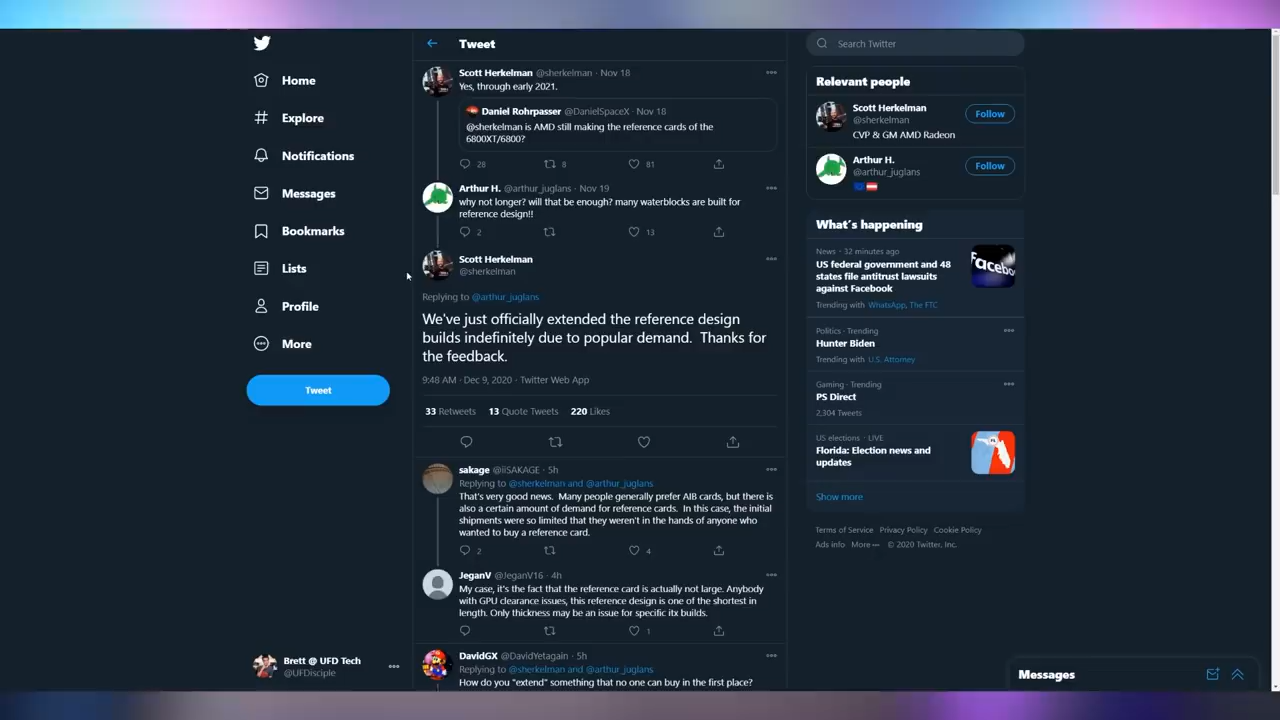 Home
Explore
Notifications
Messages
Bookmarks
Lists
Profile
More
Tweet
Brett @ UFD Tech
@UFDisciple
Tweet
Scott Herkelman @sherkelman · Nov 18
Yes, through early 2021.
Daniel Rohrpasser @DanielSpaceX · Nov 18
@sherkelman is AMD still making the reference cards of the
6800XT/6800?
28 8 81
Arthur H. @arthur_juglans · Nov 19
why not longer? will that be enough? many waterblocks are built for
reference design!!
2 13
Scott Herkelman
@sherkelman
Replying to @arthur_juglans
We've just officially extended the reference design
builds indefinitely due to popular demand. Thanks for
the feedback.
9:48 AM · Dec 9, 2020 · Twitter Web App
33 Retweets 13 Quote Tweets 220 Likes
sakage @iiSAKAGE · 5h
Replying to @sherkelman and @arthur_juglans
That's very good news. Many people generally prefer AIB cards, but there is
also a certain amount of demand for reference cards. In this case, the initial
shipments were so limited that they weren't in the hands of anyone who
wanted to buy a reference card.
2 4
JeganV @JeganV16 · 4h
My case, it's the fact that the reference card is actually not large. Anybody
with GPU clearance issues, this reference design is one of the shortest in
length. Only thickness may be an issue for specific itx builds.
1
DavidGX @DavidYetagain · 5h
Replying to @sherkelman and @arthur_juglans
How do you "extend" something that no one can buy in the first place?
Search Twitter
Relevant people
Scott Herkelman
@sherkelman
Follow
CVP & GM AMD Radeon
Arthur H.
@arthur_juglans
Follow
What's happening
News · 32 minutes ago
US federal government and 48
states file antitrust lawsuits
against Facebook
Trending with WhatsApp, The FTC
Facebo
Politics · Trending
Hunter Biden
Trending with U.S. Attorney
Gaming · Trending
PS Direct
2,304 Tweets
US elections · LIVE
Florida: Election news and
updates
Show more
Terms of Service Privacy Policy Cookie Policy
Ads info More ··· © 2020 Twitter, Inc.
Messages